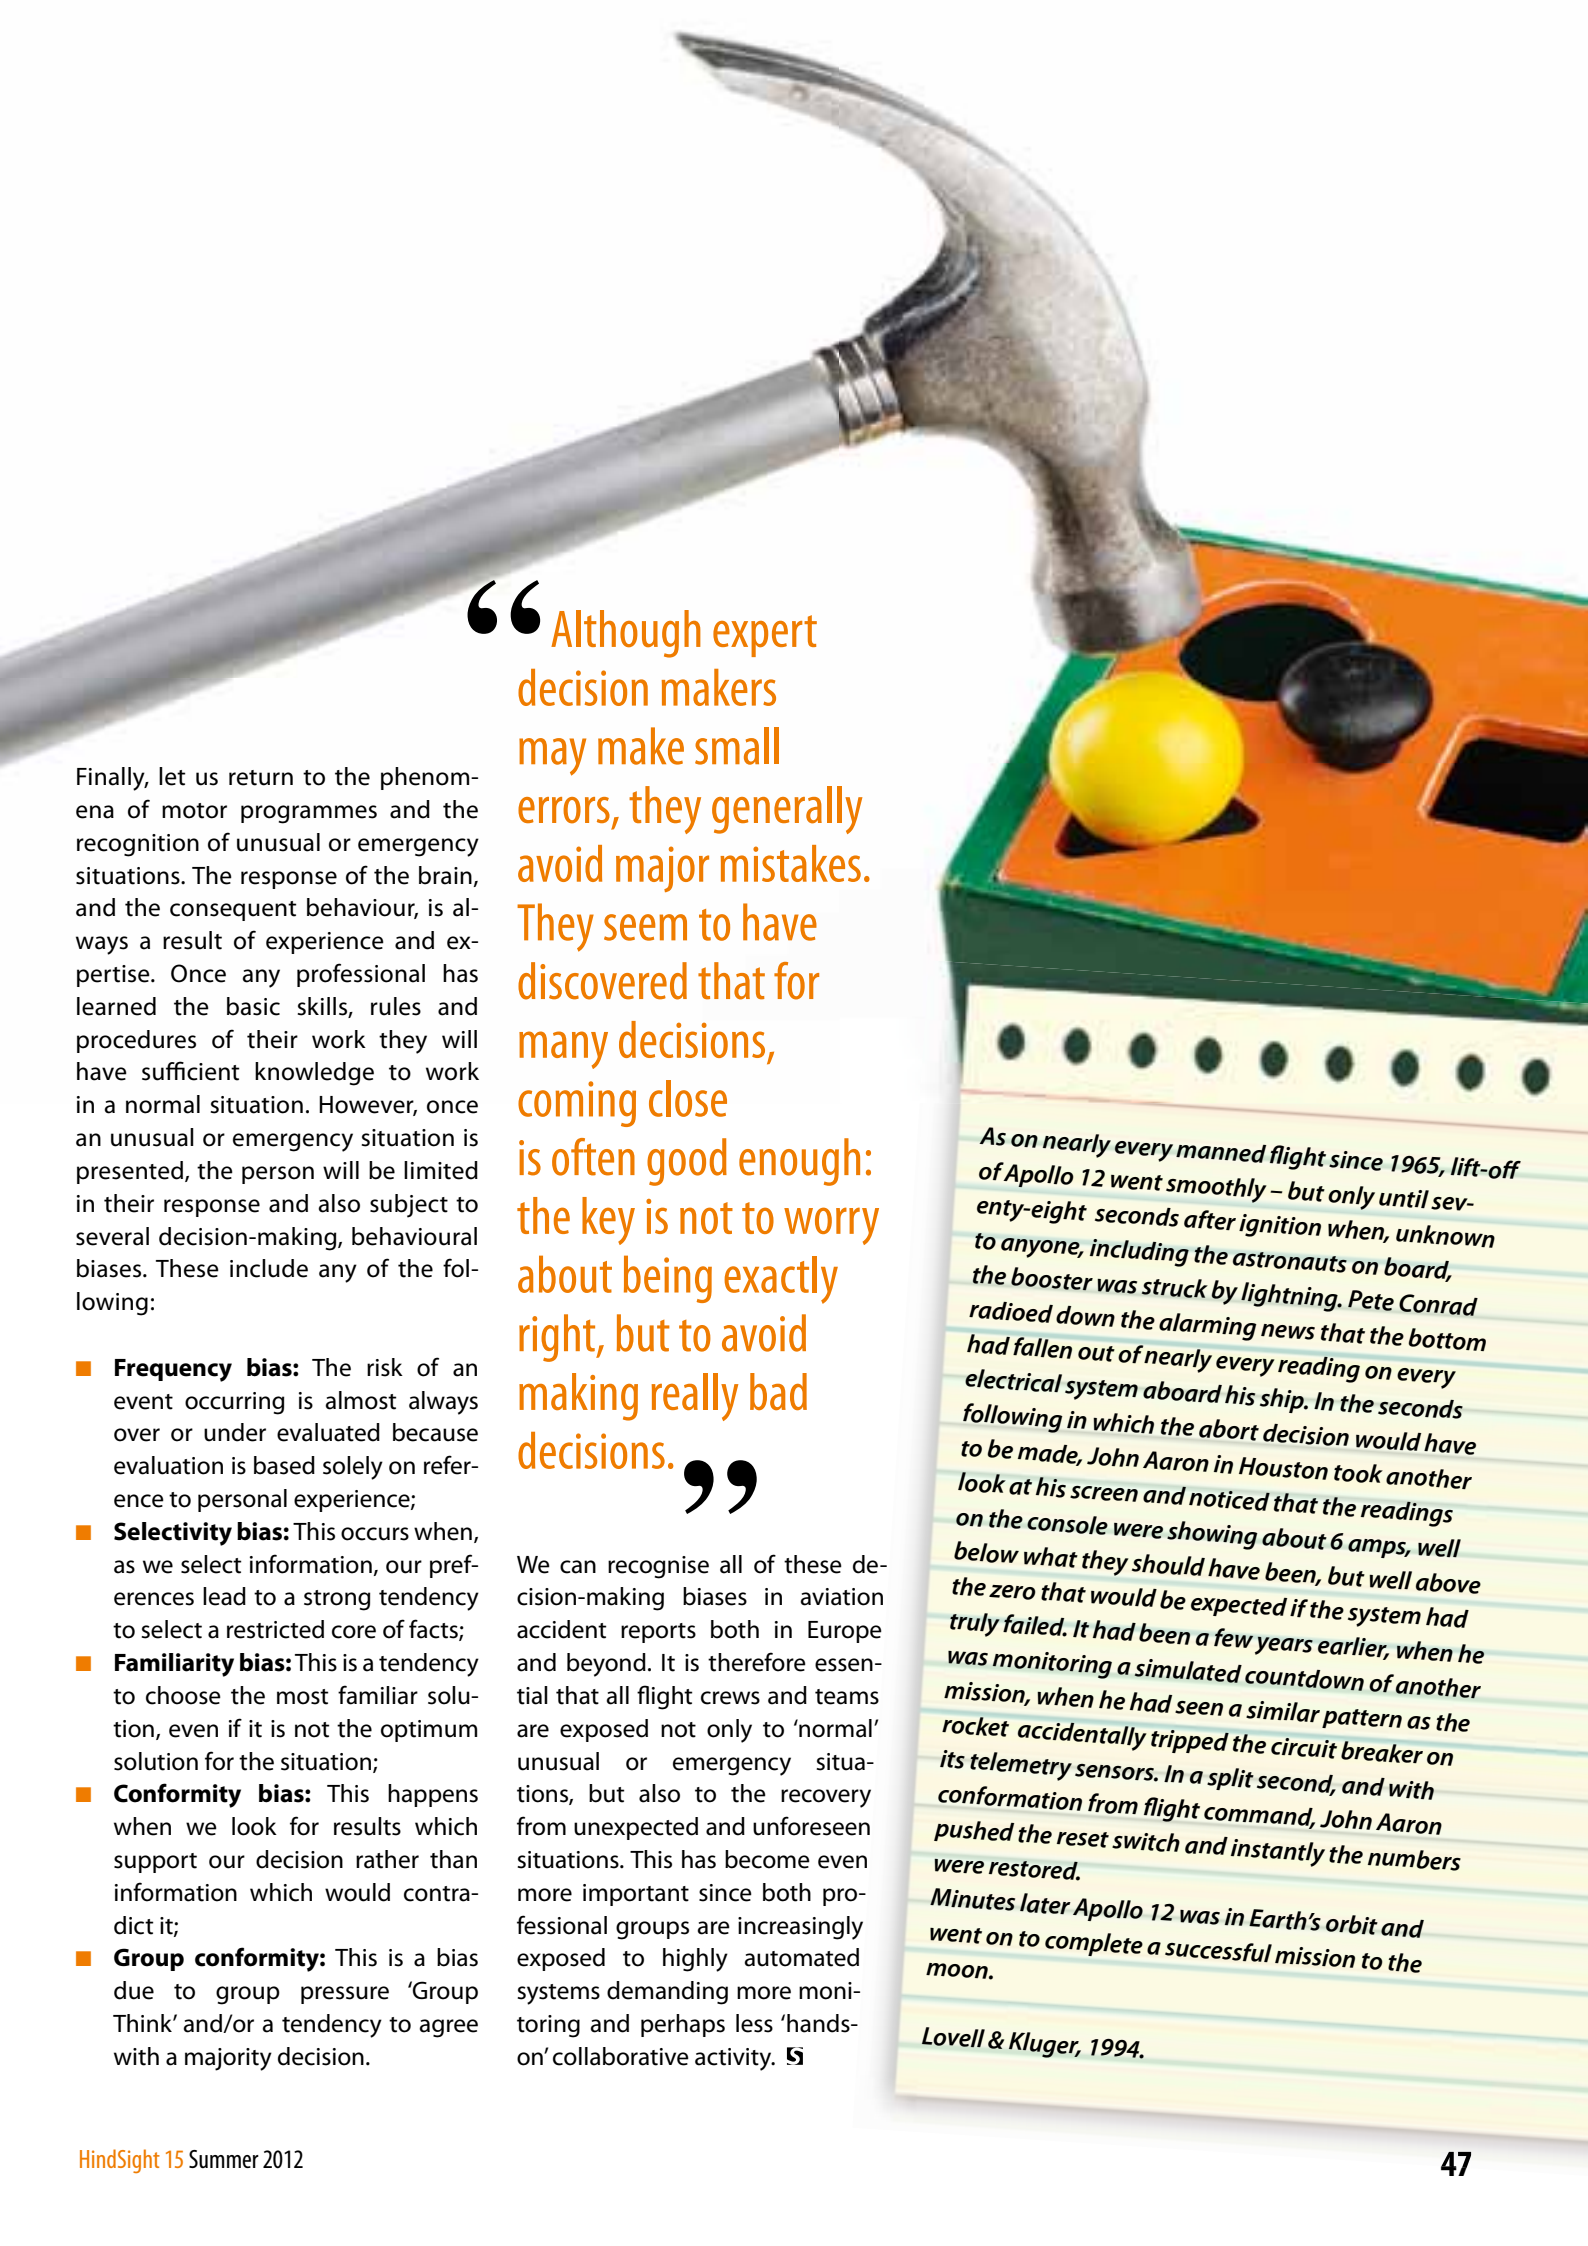 Finally, let us return to the phenom-
ena of motor programmes and the
recognition of unusual or emergency
situations. The response of the brain,
and the consequent behaviour, is al-
ways a result of experience and ex-
pertise. Once any professional has
learned the basic skills, rules and
procedures of their work they will
have sufficient knowledge to work
in a normal situation. However, once
an unusual or emergency situation is
presented, the person will be limited
in their response and also subject to
several decision-making, behavioural
biases. These include any of the fol-
lowing:
■ Frequency bias: The risk of an
event occurring is almost always
over or under evaluated because
evaluation is based solely on refer-
ence to personal experience;
■ Selectivity bias: This occurs when,
as we select information, our pref-
erences lead to a strong tendency
to select a restricted core of facts;
■ Familiarity bias: This is a tendency
to choose the most familiar solu-
tion, even if it is not the optimum
solution for the situation;
■ Conformity bias: This happens
when we look for results which
support our decision rather than
information which would contra-
dict it;
■ Group conformity: This is a bias
due to group pressure ‘Group
Think’ and/or a tendency to agree
with a majority decision.
“Although expert
decision makers
may make small
errors, they generally
avoid major mistakes.
They seem to have
discovered that for
many decisions,
coming close
is often good enough:
the key is not to worry
about being exactly
right, but to avoid
making really bad
decisions.”
We can recognise all of these de-
cision-making biases in aviation
accident reports both in Europe
and beyond. It is therefore essen-
tial that all flight crews and teams
are exposed not only to ‘normal’
unusual or emergency situa-
tions, but also to the recovery
from unexpected and unforeseen
situations. This has become even
more important since both pro-
fessional groups are increasingly
exposed to highly automated
systems demanding more moni-
toring and perhaps less ‘hands-
on’ collaborative activity. S
As on nearly every manned flight since 1965, lift-off
of Apollo 12 went smoothly – but only until sev-
enty-eight seconds after ignition when, unknown
to anyone, including the astronauts on board,
the booster was struck by lightning. Pete Conrad
radioed down the alarming news that the bottom
had fallen out of nearly every reading on every
electrical system aboard his ship. In the seconds
following in which the abort decision would have
to be made, John Aaron in Houston took another
look at his screen and noticed that the readings
on the console were showing about 6 amps, well
below what they should have been, but well above
the zero that would be expected if the system had
truly failed. It had been a few years earlier, when he
was monitoring a simulated countdown of another
mission, when he had seen a similar pattern as the
rocket accidentally tripped the circuit breaker on
its telemetry sensors. In a split second, and with
conformation from flight command, John Aaron
pushed the reset switch and instantly the numbers
were restored.
Minutes later Apollo 12 was in Earth’s orbit and
went on to complete a successful mission to the
moon.
Lovell & Kluger, 1994.
HindSight 15 Summer 2012
47